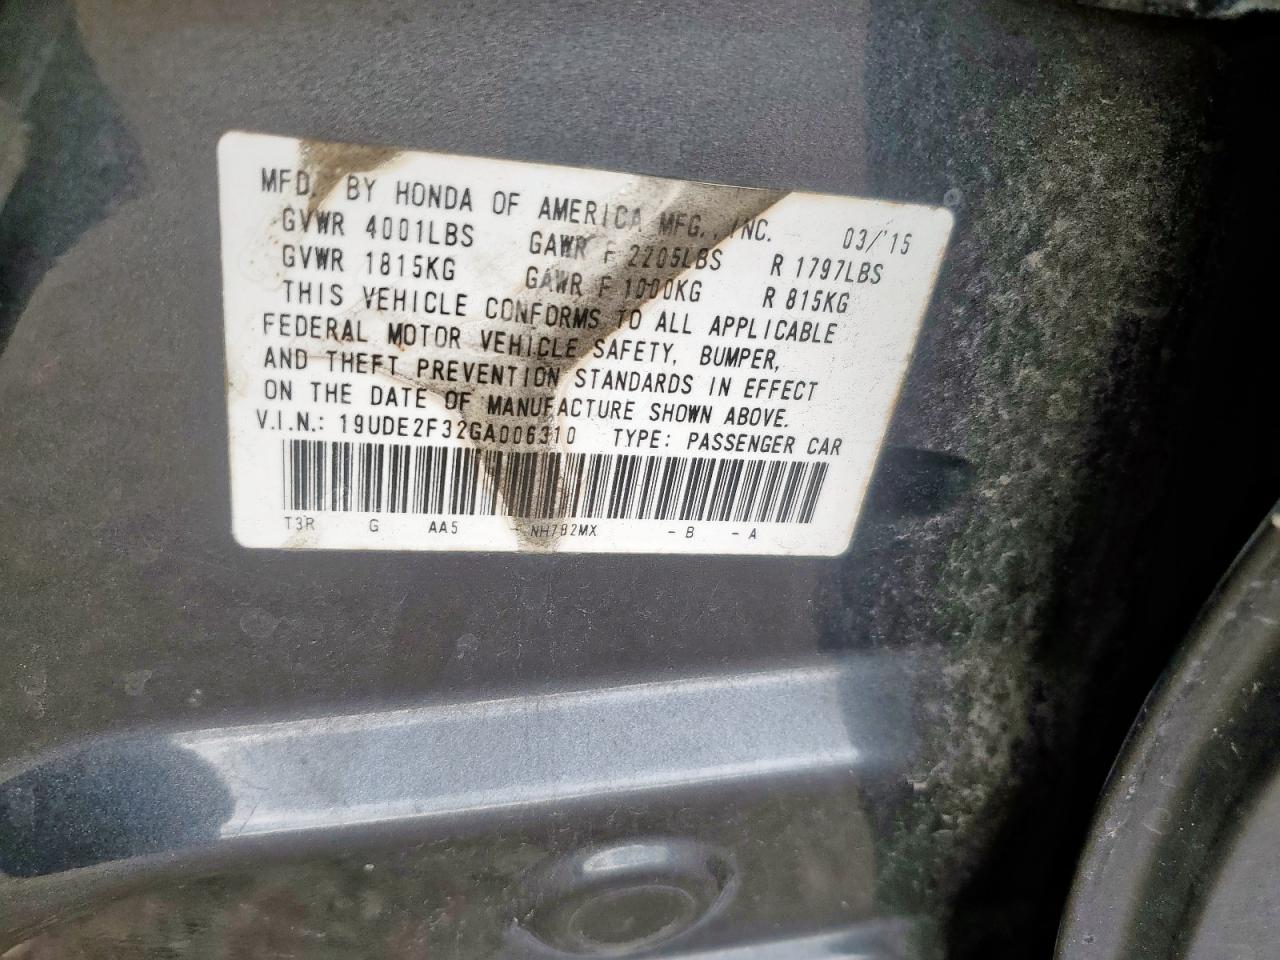 MFD. BY HONDA OF AMERICA MFG., INC. 03/'15
GVWR 4001LBS GAWR F 2205LBS R 1797LBS
GVWR 1815KG GAWR F 1000KG R 815KG
THIS VEHICLE CONFORMS TO ALL APPLICABLE
FEDERAL MOTOR VEHICLE SAFETY, BUMPER,
AND THEFT PREVENTION STANDARDS IN EFFECT
ON THE DATE OF MANUFACTURE SHOWN ABOVE.
V.I.N.: 19UDE2F32GA006310 TYPE: PASSENGER CAR
T3R G AA5 - NH782MX - B - A